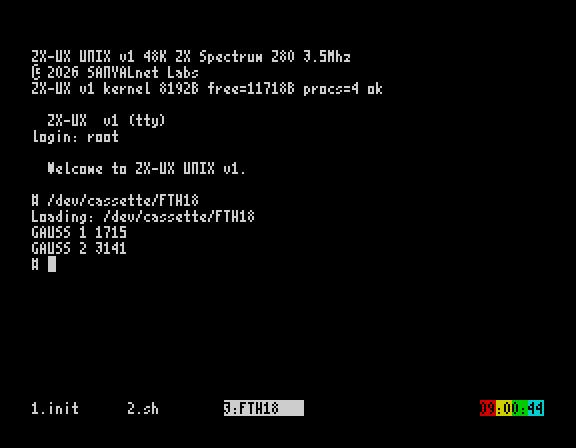 ZX-UX UNIX v1 48K ZX Spectrum Z80 3.5Mhz
© 2026 SANYALnet Labs
ZX-UX v1 kernel 8192B free=11718B procs=4 ok
ZX-UX  v1 (tty)
login: root
Welcome to ZX-UX UNIX v1.
# /dev/cassette/FTH18
Loading: /dev/cassette/FTH18
GAUSS 1 1715
GAUSS 2 3141
#
1.init 2.sh 3.FTH18 09:00:44